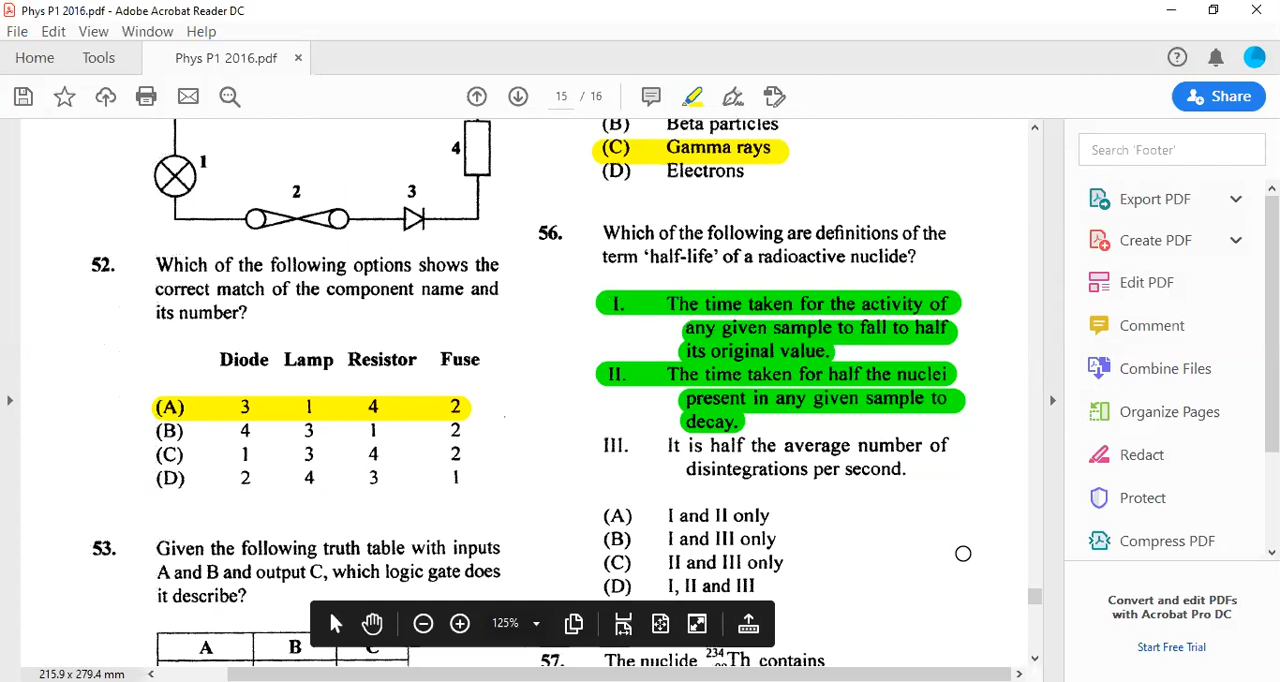 Phys P1 2016.pdf - Adobe Acrobat Reader DC
File Edit View Window Help
Home Tools Phys P1 2016.pdf ×
15 / 16
Share
1
2
3
4
52. Which of the following options shows the
correct match of the component name and
its number?
Diode Lamp Resistor Fuse
(A) 3 1 4 2
(B) 4 3 1 2
(C) 1 3 4 2
(D) 2 4 3 1
53. Given the following truth table with inputs
A and B and output C, which logic gate does
it describe?
A B C
(B) Beta particles
(C) Gamma rays
(D) Electrons
56. Which of the following are definitions of the
term ‘half-life’ of a radioactive nuclide?
I. The time taken for the activity of
any given sample to fall to half
its original value.
II. The time taken for half the nuclei
present in any given sample to
decay.
III. It is half the average number of
disintegrations per second.
(A) I and II only
(B) I and III only
(C) II and III only
(D) I, II and III
57. The nuclide 234 Th contains
125%
215.9 x 279.4 mm
Search 'Footer'
Export PDF
Create PDF
Edit PDF
Comment
Combine Files
Organize Pages
Redact
Protect
Compress PDF
Convert and edit PDFs
with Acrobat Pro DC
Start Free Trial